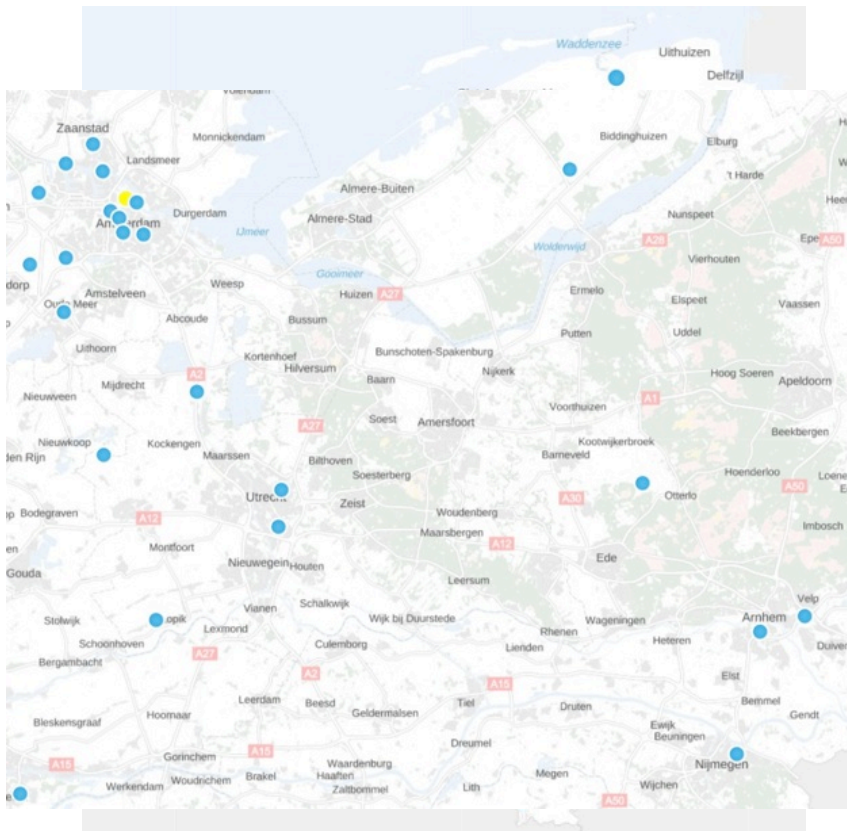 Waddenzee
Uithuizen
Delfzijl
Zaanstad
Monnickendam
Biddinghuizen
Elburg
Landsmeer
't Harde
Almere-Buiten
Durgerdam
Almere-Stad
Nunspeet
IJmeer
Wolderwijd
A28
Epe
A50
Vierhouten
Gooimeer
dorp
Amstelveen
Weesp
Huizen
A27
Ermelo
Elspeet
Vaassen
Oude Meer
Abcoude
Bussum
Putten
Uddel
Uithoorn
Kortenhoef
Bunschoten-Spakenburg
Hilversum
Nijkerk
Hoog Soeren
Apeldoorn
A2
Mijdrecht
Baarn
Nieuwveen
Voorthuizen
A1
Soest
Amersfoort
A27
Beekbergen
Nieuwkoop
Kockengen
Kootwijkerbroek
den Rijn
Maarssen
Bilthoven
Barneveld
Soesterberg
Hoenderloo
Loene
A50
Utrecht
Zeist
A30
Otterlo
Bodegraven
A12
Woudenberg
Imbosch
Maarsbergen
A12
Montfoort
Nieuwegein
Houten
Ede
Gouda
Leersum
Velp
Schalkwijk
Vianen
Stolwijk
opik
Wijk bij Duurstede
Wageningen
Arnhem
Lexmond
Rhenen
Heteren
Schoonhoven
Culemborg
Lienden
Duiven
A27
Bergambacht
A2
Elst
A15
Leerdam
Beesd
Tiel
Druten
Bemmel
Hoornaar
Geldermalsen
Gendt
Bleskensgraaf
Ewijk
Beuningen
Dreumel
A15
Gorinchem
A15
Waardenburg
Nijmegen
Woudrichem
Brakel
Haaften
Megen
Werkendam
Zaltbommel
Lith
Wijchen
A50